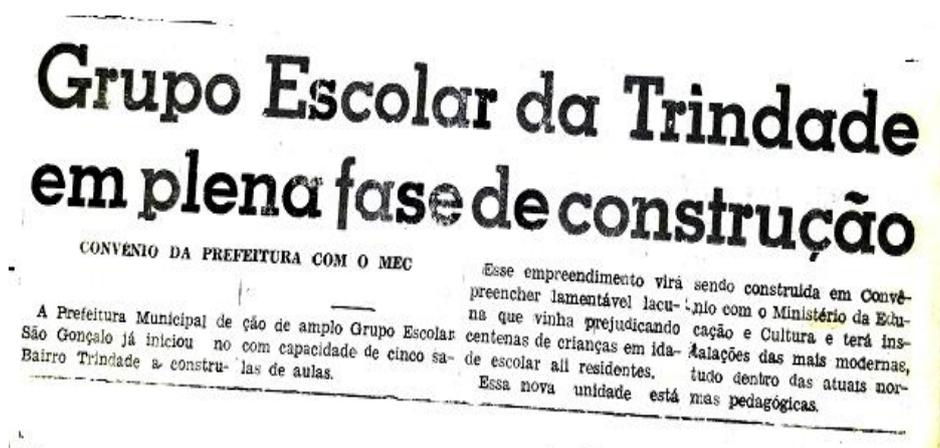 Grupo Escolar da Trindade
em plena fase de construção
CONVÊNIO DA PREFEITURA COM O MEC
A Prefeitura Municipal de
São Gonçalo já iniciou no
Bairro Trindade a constru-
ção de amplo Grupo Escolar
com capacidade de cinco sa-
las de aulas.
Esse empreendimento virá
preencher lamentável lacu-
na que vinha prejudicando
centenas de crianças em ida-
de escolar ali residentes.
Essa nova unidade está
sendo construida em Convê-
nio com o Ministério da Edu-
cação e Cultura e terá ins-
talações das mais modernas,
tudo dentro das atuais nor-
mas pedagógicas.